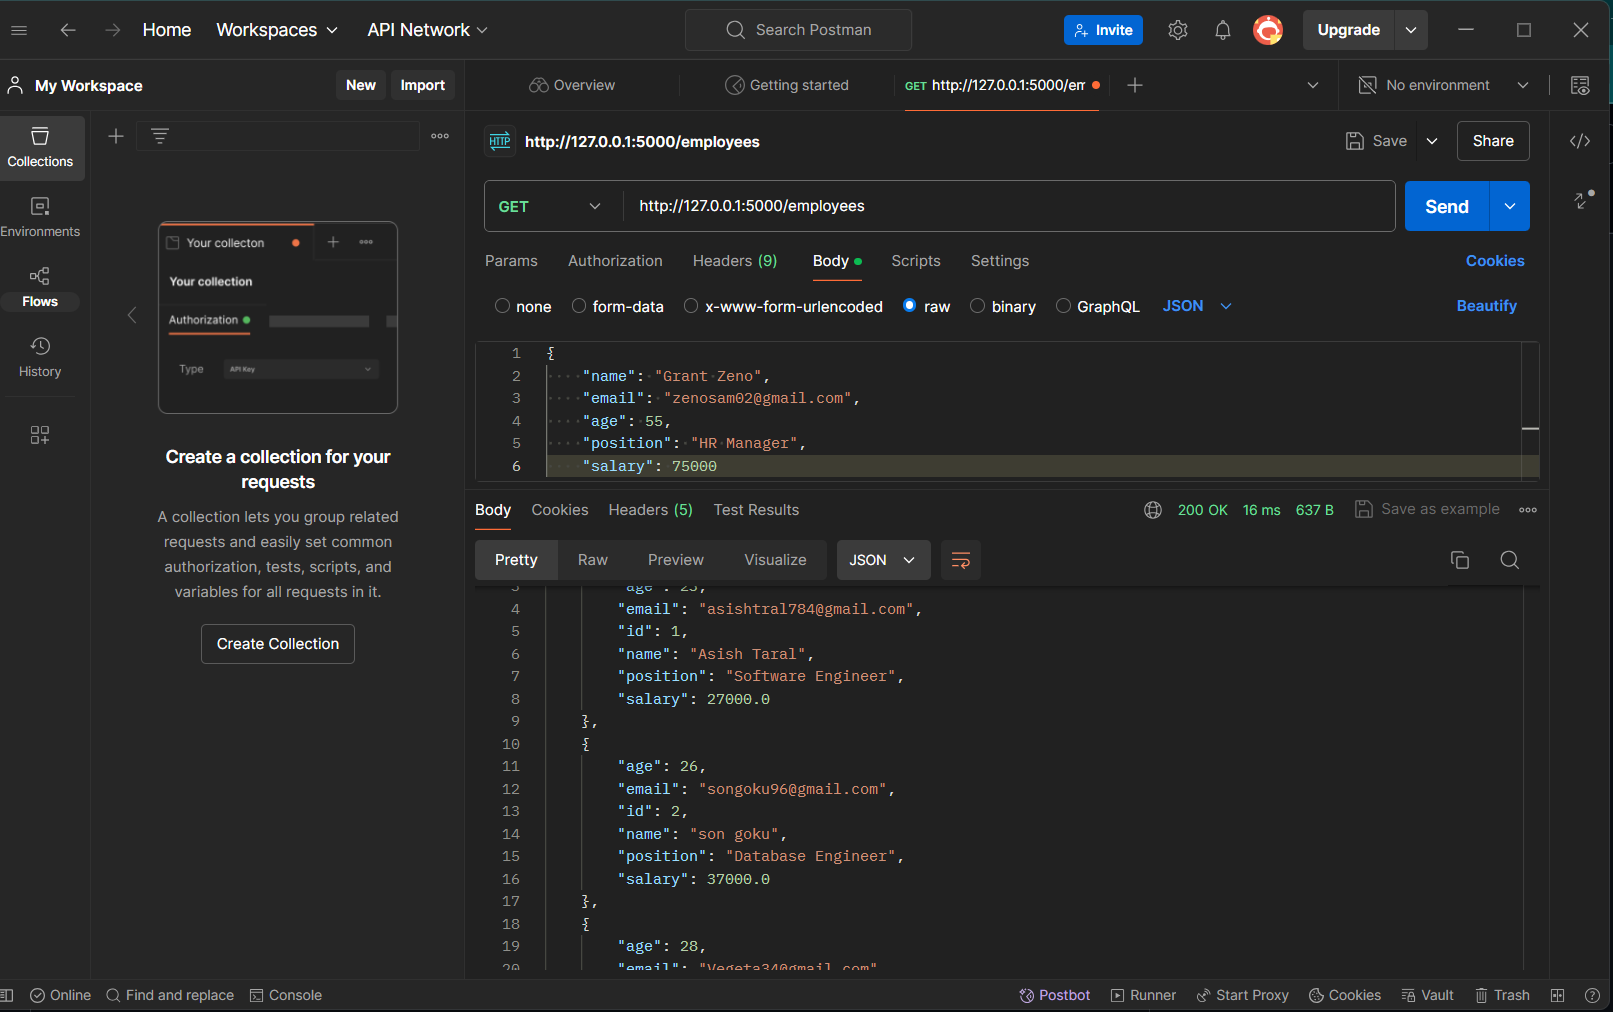 Home Workspaces API Network Search Postman Invite Upgrade
My Workspace New Import Overview Getting started GET http://127.0.0.1:5000/em No environment
Collections
Environments
Flows
History
Your collecton
Your collection
Authorization
Type API Key
Create a collection for your
requests
A collection lets you group related
requests and easily set common
authorization, tests, scripts, and
variables for all requests in it.
Create Collection
HTTP http://127.0.0.1:5000/employees Save Share
GET http://127.0.0.1:5000/employees Send
Params Authorization Headers (9) Body Scripts Settings Cookies
none form-data x-www-form-urlencoded raw binary GraphQL JSON Beautify
1 {
2 "name": "Grant Zeno",
3 "email": "zenosam02@gmail.com",
4 "age": 55,
5 "position": "HR Manager",
6 "salary": 75000
Body Cookies Headers (5) Test Results 200 OK 16 ms 637 B Save as example
Pretty Raw Preview Visualize JSON
4 "email": "asishtral784@gmail.com",
5 "id": 1,
6 "name": "Asish Taral",
7 "position": "Software Engineer",
8 "salary": 27000.0
9 },
10 {
11 "age": 26,
12 "email": "songoku96@gmail.com",
13 "id": 2,
14 "name": "son goku",
15 "position": "Database Engineer",
16 "salary": 37000.0
17 },
18 {
19 "age": 28,
20 "email": "Vegeta34@gmail.com"
Online Find and replace Console Postbot Runner Start Proxy Cookies Vault Trash